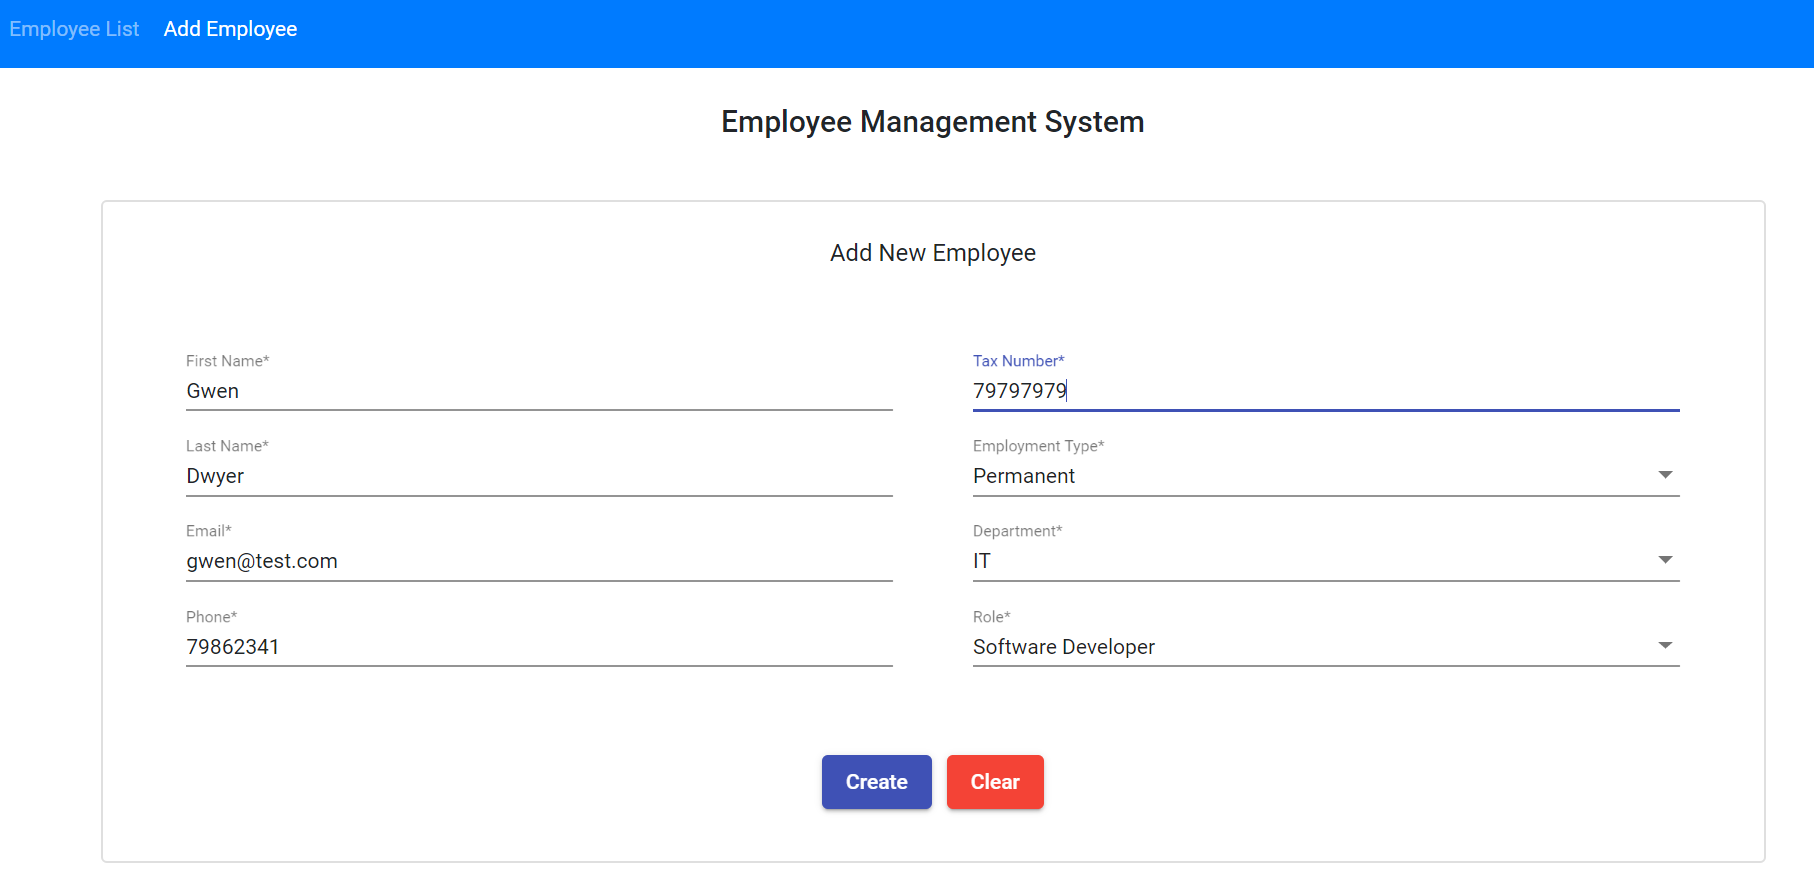 Employee List Add Employee
Employee Management System
Add New Employee
First Name*
Gwen
Last Name*
Dwyer
Email*
gwen@test.com
Phone*
79862341
Tax Number*
79797979
Employment Type*
Permanent
Department*
IT
Role*
Software Developer
Create Clear